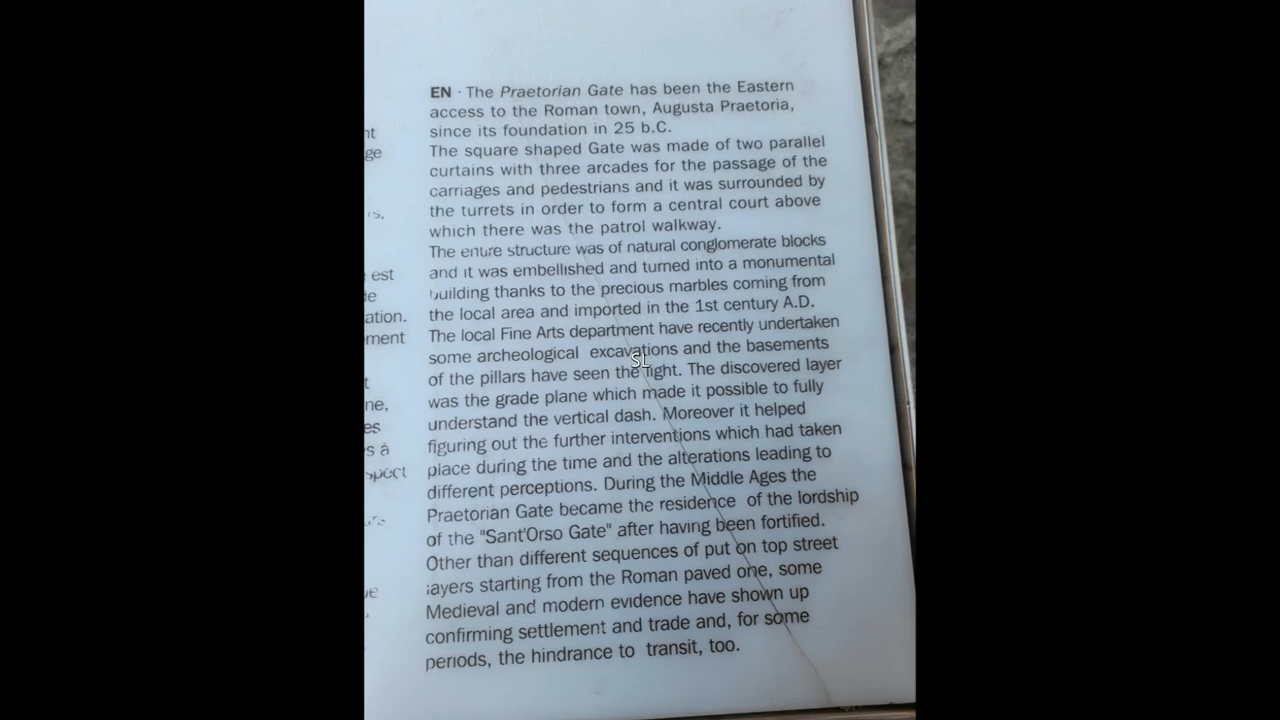 EN · The Praetorian Gate has been the Eastern
access to the Roman town, Augusta Praetoria,
since its foundation in 25 b.C.
The square shaped Gate was made of two parallel
curtains with three arcades for the passage of the
carriages and pedestrians and it was surrounded by
the turrets in order to form a central court above
which there was the patrol walkway.
The entire structure was of natural conglomerate blocks
and it was embellished and turned into a monumental
building thanks to the precious marbles coming from
the local area and imported in the 1st century A.D.
The local Fine Arts department have recently undertaken
some archeological excavations and the basements
of the pillars have seen the light. The discovered layer
was the grade plane which made it possible to fully
understand the vertical dash. Moreover it helped
figuring out the further interventions which had taken
place during the time and the alterations leading to
different perceptions. During the Middle Ages the
Praetorian Gate became the residence of the lordship
of the "Sant'Orso Gate" after having been fortified.
Other than different sequences of put on top street
layers starting from the Roman paved one, some
Medieval and modern evidence have shown up
confirming settlement and trade and, for some
periods, the hindrance to transit, too.